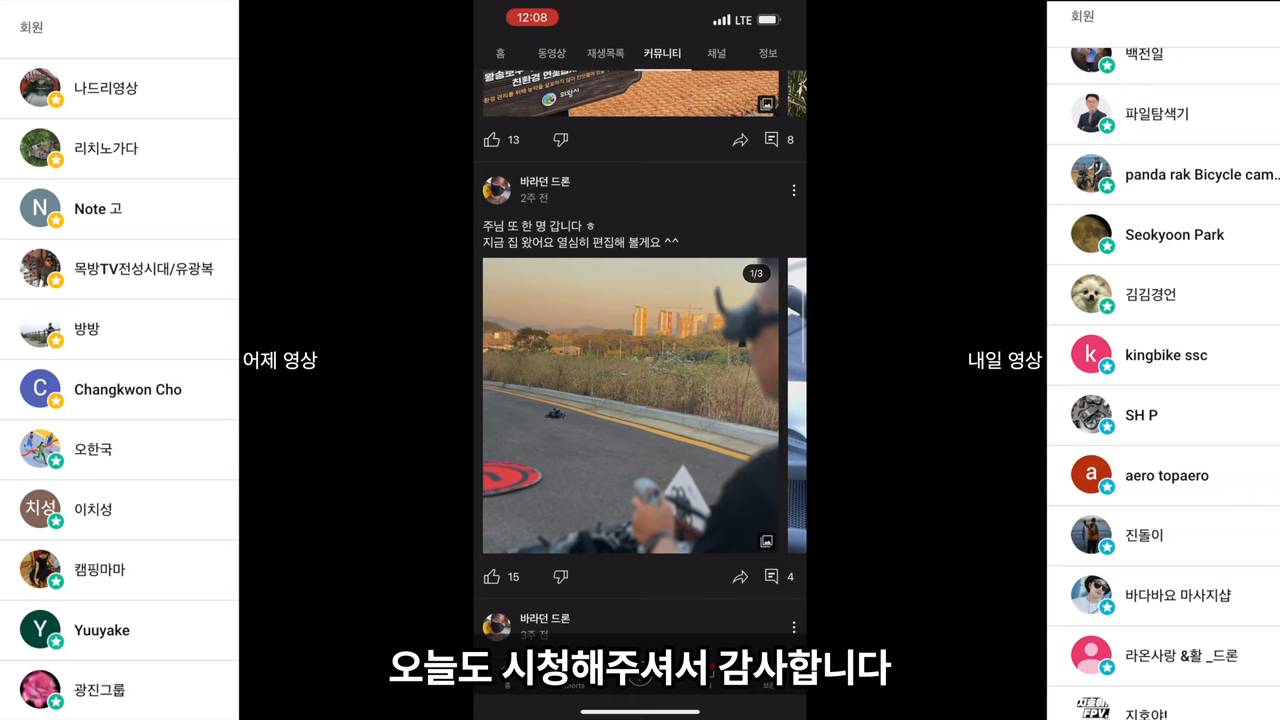 회원
나드리영상
리치노가다
N
Note 고
목방TV전성시대/유광복
방방
C
Changkwon Cho
오한국
치성
이치성
캠핑마마
Y
Yuuyake
광진그룹
어제 영상
12:08
LTE
홈
동영상
재생목록
커뮤니티
채널
정보
의왕시
13
8
바라던 드론
2주 전
주님 또 한 명 갑니다 ㅎ
지금 집 왔어요 열심히 편집해 볼게요 ^^
1/3
15
4
바라던 드론
3주 전
오늘도 시청해주셔서 감사합니다
내일 영상
회원
백전일
파일탐색기
panda rak Bicycle cam..
Seokyoon Park
김김경언
k
kingbike ssc
SH P
a
aero topaero
진돌이
바다바요 마사지샵
라온사랑 &활 _드론
지호야!